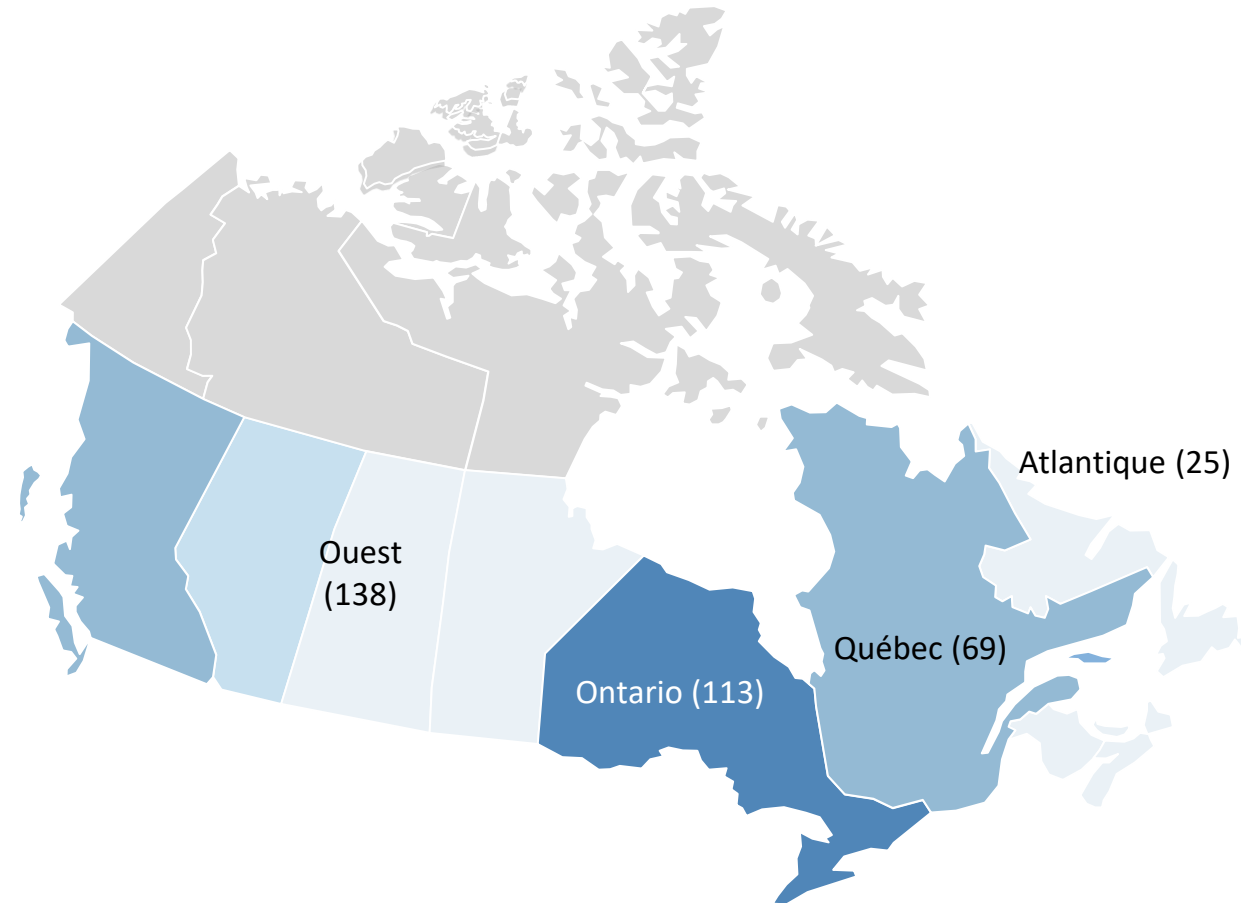 Atlantique (25)
Ouest
(138)
Québec (69)
Ontario (113)